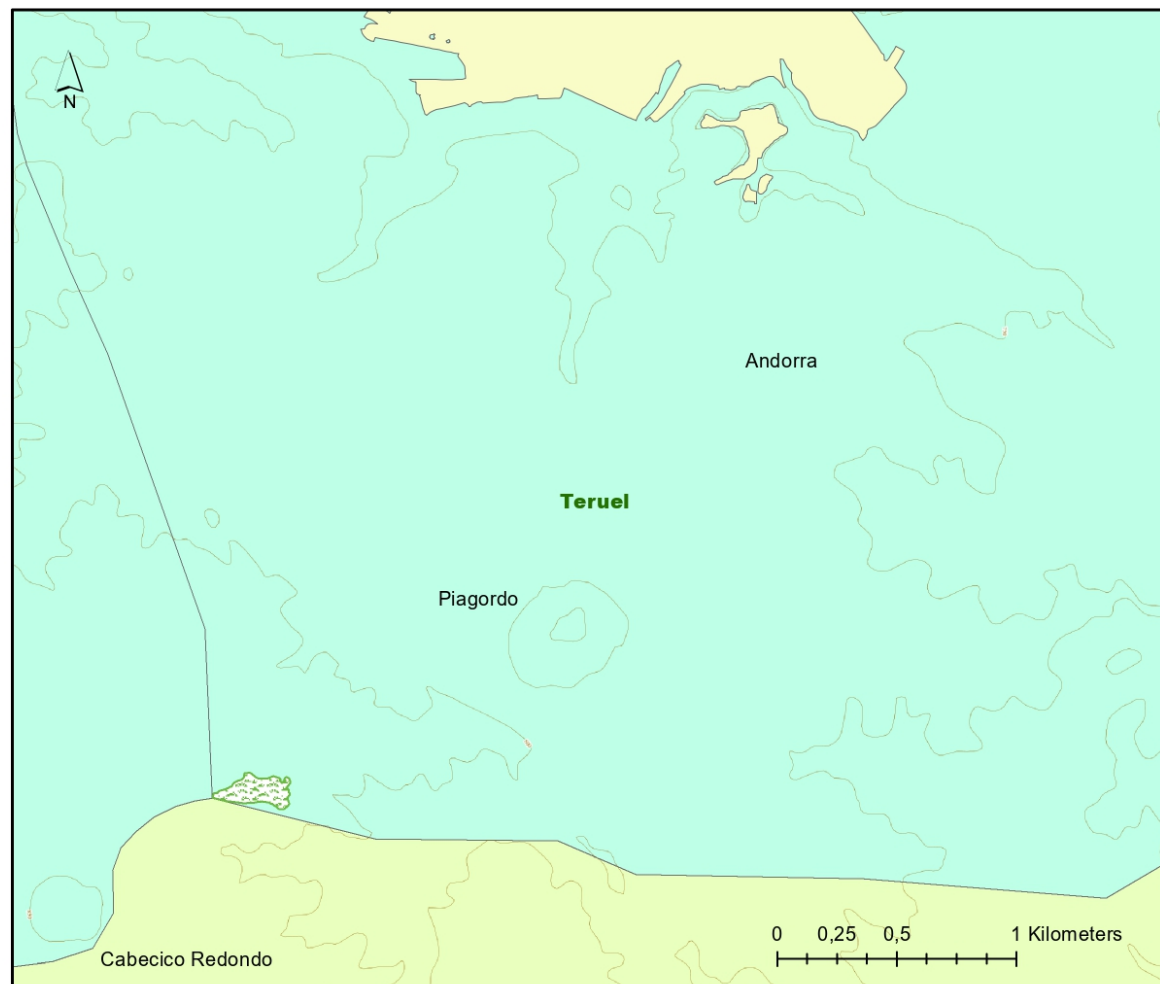 N
Andorra
Teruel
Piagordo
0 0,25 0,5 1 Kilometers
Cabecico Redondo